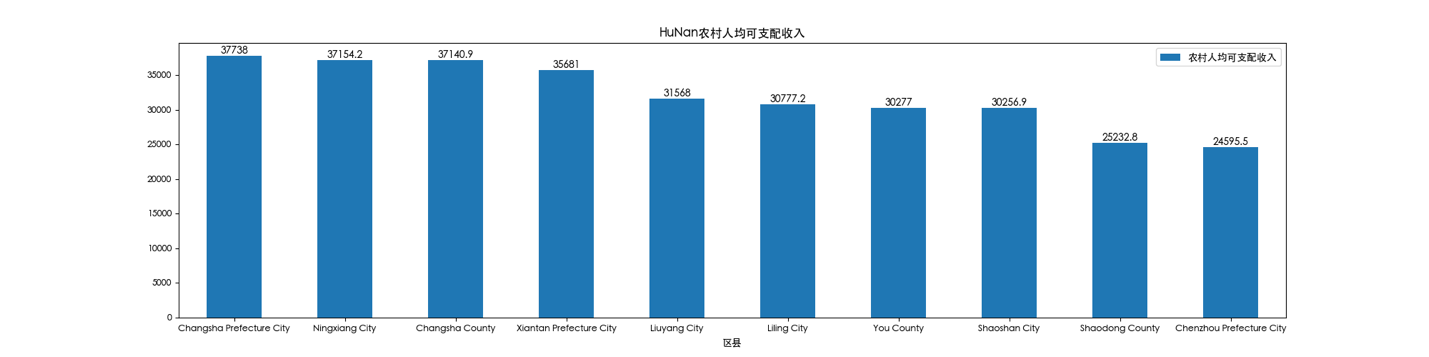 HuNan农村人均可支配收入
农村人均可支配收入
37738
37154.2
37140.9
35681
31568
30777.2
30277
30256.9
25232.8
24595.5
35000
30000
25000
20000
15000
10000
5000
0
Changsha Prefecture City
Ningxiang City
Changsha County
Xiantan Prefecture City
Liuyang City
Liling City
You County
Shaoshan City
Shaodong County
Chenzhou Prefecture City
区县